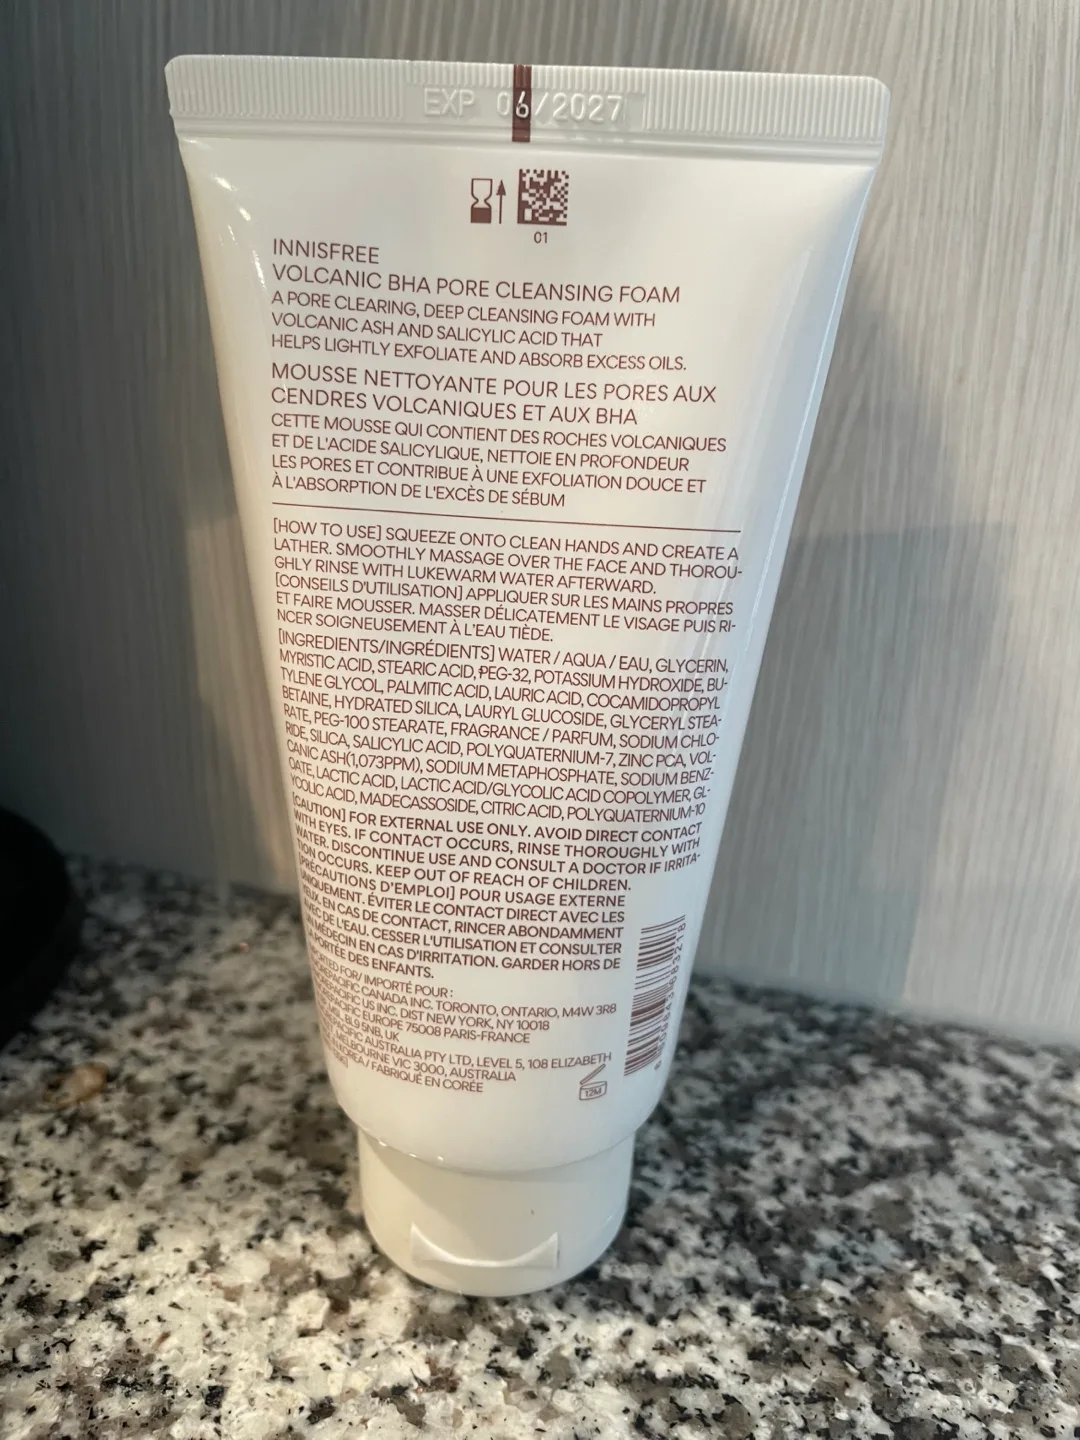 EXP 06/2027
01
INNISFREE
VOLCANIC BHA PORE CLEANSING FOAM
A PORE CLEARING, DEEP CLEANSING FOAM WITH
VOLCANIC ASH AND SALICYLIC ACID THAT
HELPS LIGHTLY EXFOLIATE AND ABSORB EXCESS OILS.
MOUSSE NETTOYANTE POUR LES PORES AUX
CENDRES VOLCANIQUES ET AUX BHA
CETTE MOUSSE QUI CONTIENT DES ROCHES VOLCANIQUES
ET DE L'ACIDE SALICYLIQUE, NETTOIE EN PROFONDEUR
LES PORES ET CONTRIBUE À UNE EXFOLIATION DOUCE ET
À L'ABSORPTION DE L'EXCÈS DE SÉBUM
[HOW TO USE] SQUEEZE ONTO CLEAN HANDS AND CREATE A
LATHER. SMOOTHLY MASSAGE OVER THE FACE AND THOROU-
GHLY RINSE WITH LUKEWARM WATER AFTERWARD.
[CONSEILS D'UTILISATION] APPLIQUER SUR LES MAINS PROPRES
ET FAIRE MOUSSER. MASSER DÉLICATEMENT LE VISAGE PUIS RI-
NCER SOIGNEUSEMENT À L'EAU TIÈDE.
[INGREDIENTS/INGRÉDIENTS] WATER / AQUA / EAU, GLYCERIN,
MYRISTIC ACID, STEARIC ACID, PEG-32, POTASSIUM HYDROXIDE, BU-
TYLENE GLYCOL, PALMITIC ACID, LAURIC ACID, COCAMIDOPROPYL
BETAINE, HYDRATED SILICA, LAURYL GLUCOSIDE, GLYCERYL STEA-
RATE, PEG-100 STEARATE, FRAGRANCE / PARFUM, SODIUM CHLO-
RIDE, SILICA, SALICYLIC ACID, POLYQUATERNIUM-7, ZINC PCA, VOL-
CANIC ASH(1,073PPM), SODIUM METAPHOSPHATE, SODIUM BENZ-
OATE, LACTIC ACID, LACTIC ACID/GLYCOLIC ACID COPOLYMER, GL-
YCOLIC ACID, MADECASSOSIDE, CITRIC ACID, POLYQUATERNIUM-10
[CAUTION] FOR EXTERNAL USE ONLY. AVOID DIRECT CONTACT
WITH EYES. IF CONTACT OCCURS, RINSE THOROUGHLY WITH
WATER. DISCONTINUE USE AND CONSULT A DOCTOR IF IRRITA-
TION OCCURS. KEEP OUT OF REACH OF CHILDREN.
[PRÉCAUTIONS D'EMPLOI] POUR USAGE EXTERNE
UNIQUEMENT. ÉVITER LE CONTACT DIRECT AVEC LES
YEUX. EN CAS DE CONTACT, RINCER ABONDAMMENT
AVEC DE L'EAU. CESSER L'UTILISATION ET CONSULTER
UN MÉDECIN EN CAS D'IRRITATION. GARDER HORS DE
LA PORTÉE DES ENFANTS.
FOR/ IMPORTÉ POUR :
CANADA INC. TORONTO, ONTARIO, M4W 3R8
US INC. DIST NEW YORK, NY 10018
EUROPE 75008 PARIS-FRANCE
5NB, UK
AUSTRALIA PTY LTD, LEVEL 5, 108 ELIZABETH
MELBOURNE VIC 3000, AUSTRALIA
KOREA / FABRIQUÉ EN CORÉE
12M